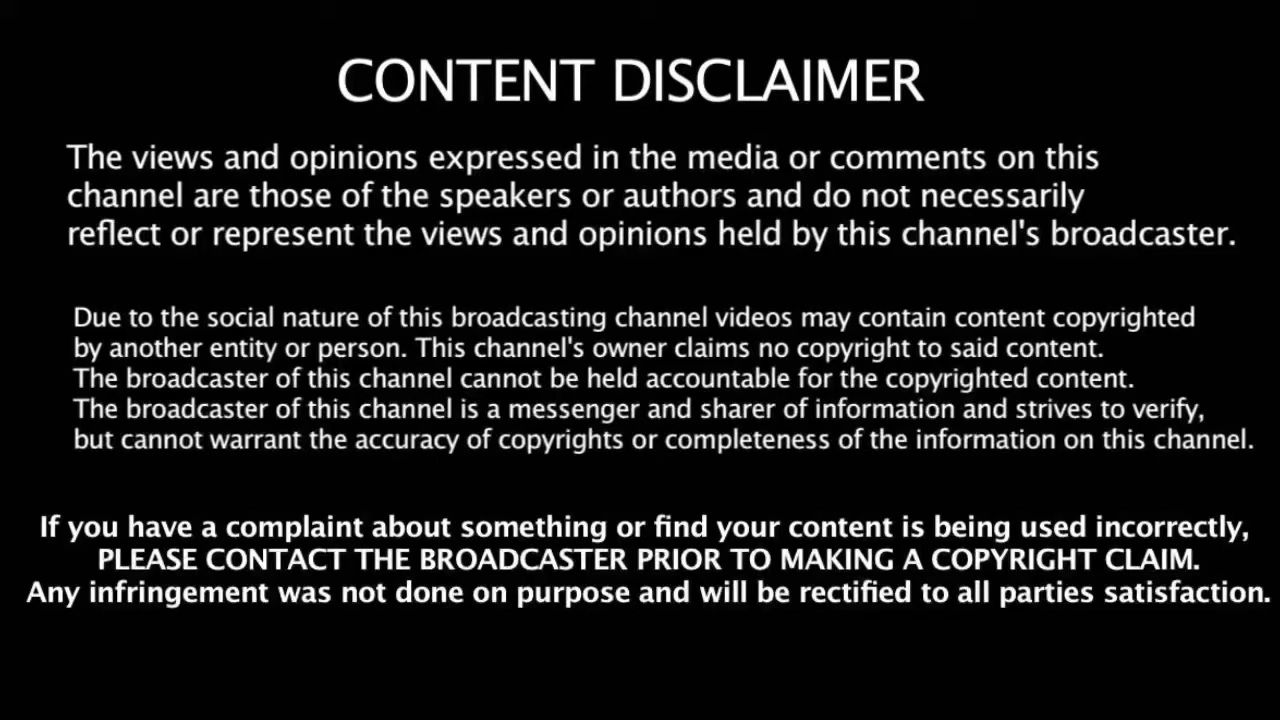 CONTENT DISCLAIMER
The views and opinions expressed in the media or comments on this
channel are those of the speakers or authors and do not necessarily
reflect or represent the views and opinions held by this channel's broadcaster.
Due to the social nature of this broadcasting channel videos may contain content copyrighted
by another entity or person. This channel's owner claims no copyright to said content.
The broadcaster of this channel cannot be held accountable for the copyrighted content.
The broadcaster of this channel is a messenger and sharer of information and strives to verify,
but cannot warrant the accuracy of copyrights or completeness of the information on this channel.
If you have a complaint about something or find your content is being used incorrectly,
PLEASE CONTACT THE BROADCASTER PRIOR TO MAKING A COPYRIGHT CLAIM.
Any infringement was not done on purpose and will be rectified to all parties satisfaction.